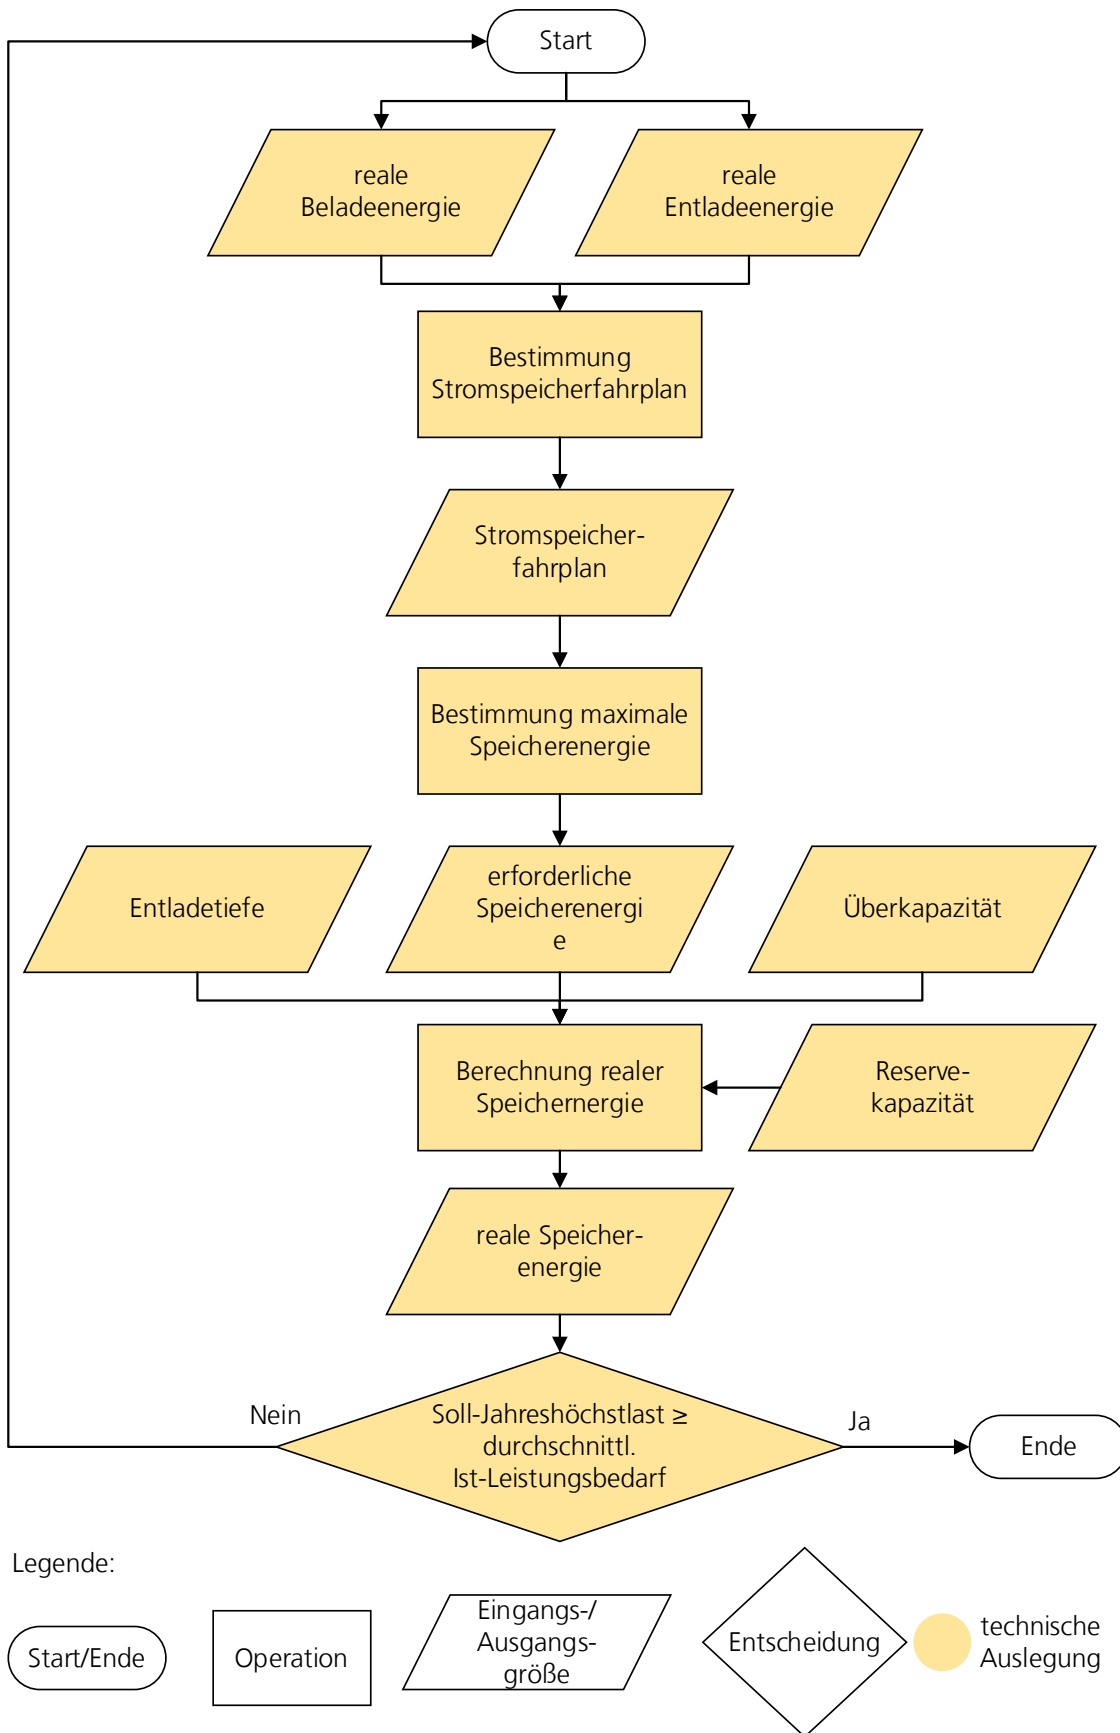 Start
reale
Beladeenergie
reale
Entladeenergie
Bestimmung
Stromspeicherfahrplan
Stromspeicher-
fahrplan
Bestimmung maximale
Speicherenergie
Entladetiefe
erforderliche
Speicherenergi
e
Überkapazität
Berechnung realer
Speichernergie
Reserve-
kapazität
reale Speicher-
energie
Nein
Soll-Jahreshöchstlast ≥
durchschnittl.
Ist-Leistungsbedarf
Ja
Ende
Legende:
Start/Ende
Operation
Eingangs-/
Ausgangs-
größe
Entscheidung
technische
Auslegung